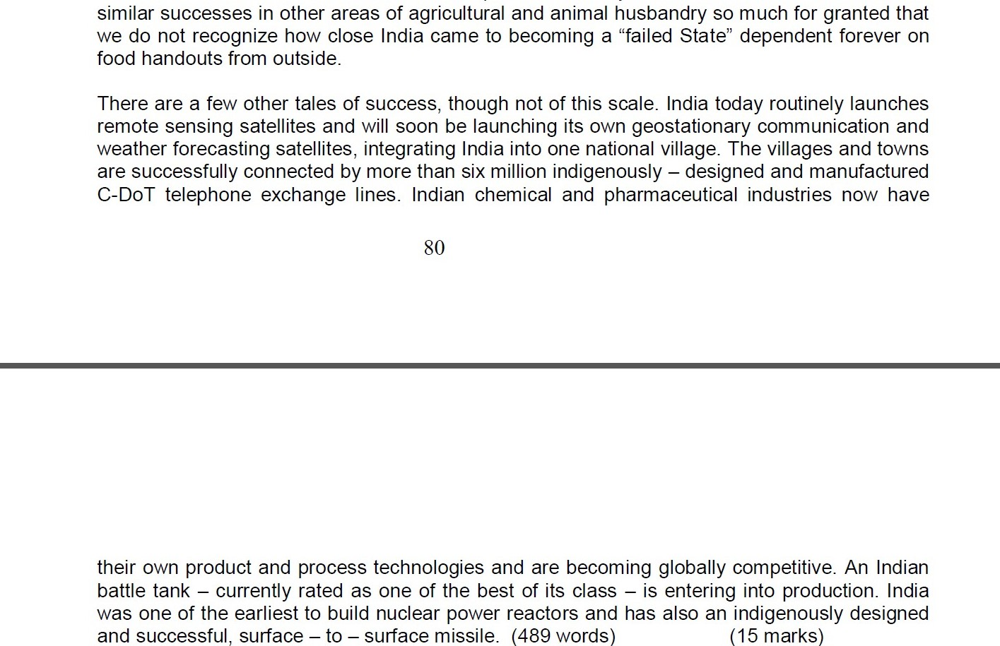 similar successes in other areas of agricultural and animal husbandry so much for granted that
we do not recognize how close India came to becoming a “failed State” dependent forever on
food handouts from outside.
There are a few other tales of success, though not of this scale. India today routinely launches
remote sensing satellites and will soon be launching its own geostationary communication and
weather forecasting satellites, integrating India into one national village. The villages and towns
are successfully connected by more than six million indigenously – designed and manufactured
C-DoT telephone exchange lines. Indian chemical and pharmaceutical industries now have
80
their own product and process technologies and are becoming globally competitive. An Indian
battle tank – currently rated as one of the best of its class – is entering into production. India
was one of the earliest to build nuclear power reactors and has also an indigenously designed
and successful, surface – to – surface missile. (489 words) (15 marks)